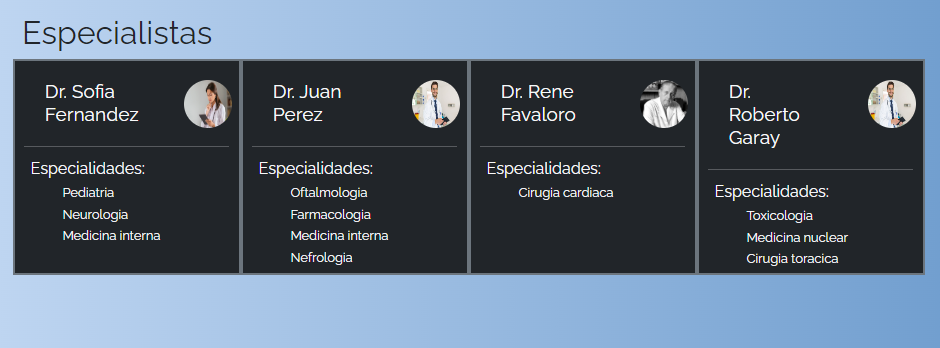 Especialistas
Dr. Sofia
Fernandez
Especialidades:
Pediatria
Neurologia
Medicina interna
Dr. Juan
Perez
Especialidades:
Oftalmologia
Farmacologia
Medicina interna
Nefrologia
Dr. Rene
Favaloro
Especialidades:
Cirugia cardiaca
Dr.
Roberto
Garay
Especialidades:
Toxicologia
Medicina nuclear
Cirugia toracica